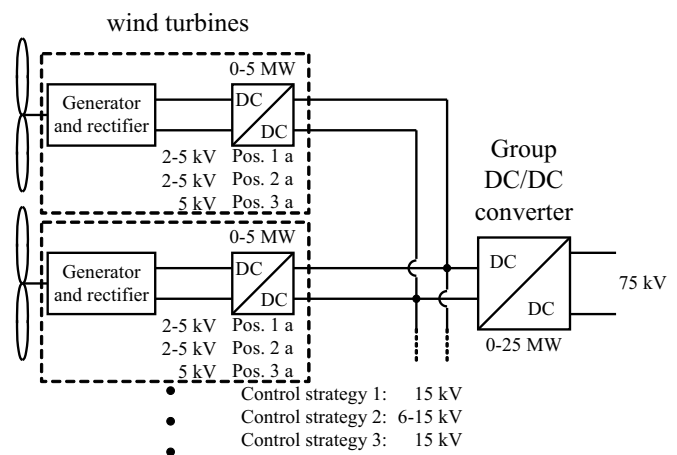 wind turbines
0-5 MW
Generator
and rectifier
DC
DC
2-5 kV Pos. 1 a
2-5 kV Pos. 2 a
5 kV Pos. 3 a
Group
DC/DC
converter
0-5 MW
Generator
and rectifier
DC
DC
2-5 kV Pos. 1 a
2-5 kV Pos. 2 a
5 kV Pos. 3 a
DC
DC
75 kV
0-25 MW
Control strategy 1: 15 kV
Control strategy 2: 6-15 kV
Control strategy 3: 15 kV